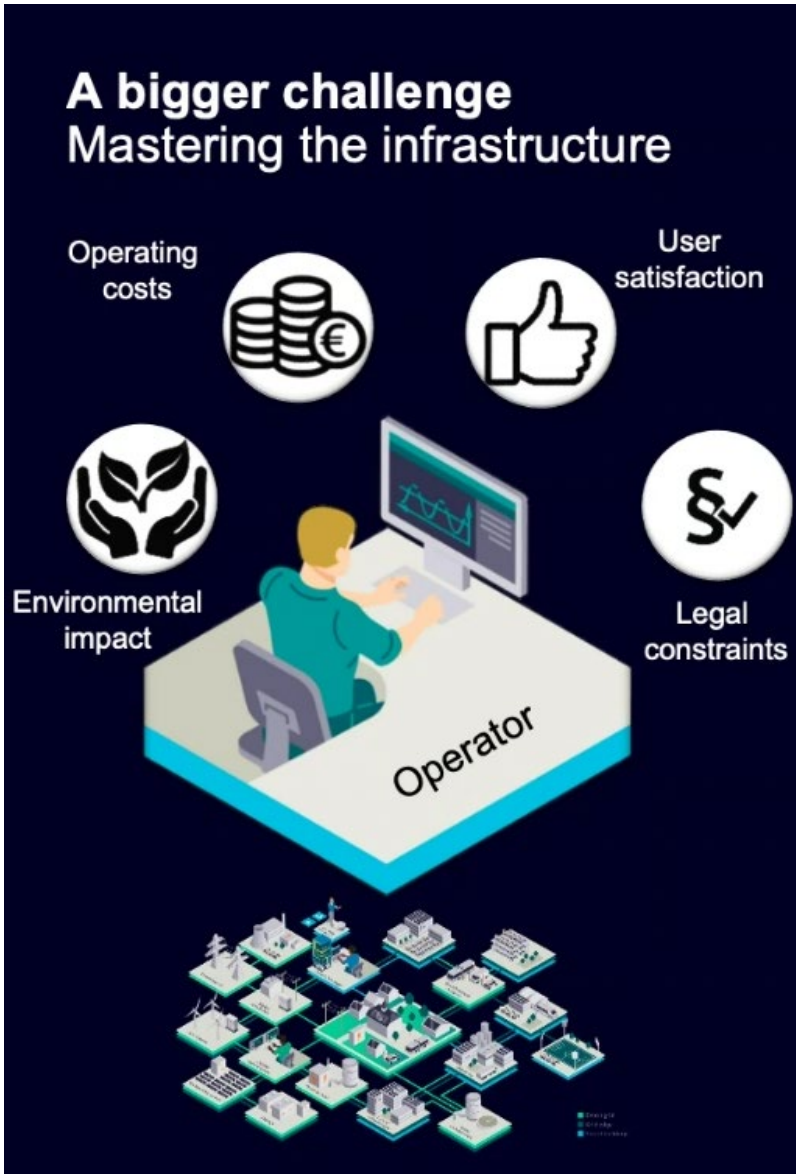 A bigger challenge
Mastering the infrastructure
Operating
costs
User
satisfaction
€
§
Environmental
impact
Legal
constraints
Operator